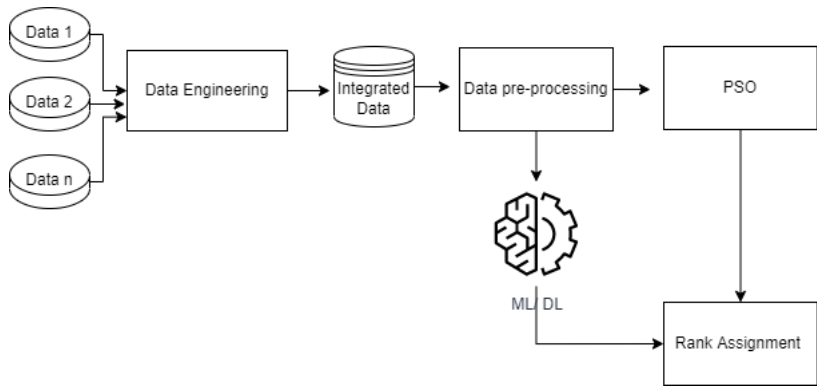 Data 1
Data 2
Data n
Data Engineering
Integrated
Data
Data pre-processing
PSO
ML/ DL
Rank Assignment